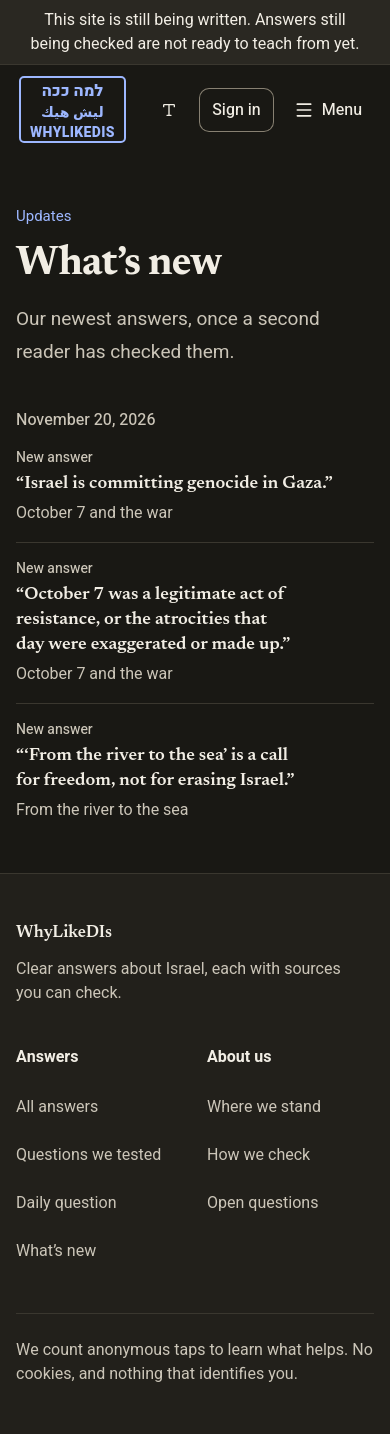 This site is still being written. Answers still
being checked are not ready to teach from yet.
למה ככה
ليش هيك
WHYLIKEDIS
T
Sign in
Menu
Updates
What’s new
Our newest answers, once a second
reader has checked them.
November 20, 2026
New answer
“Israel is committing genocide in Gaza.”
October 7 and the war
New answer
“October 7 was a legitimate act of
resistance, or the atrocities that
day were exaggerated or made up.”
October 7 and the war
New answer
“‘From the river to the sea’ is a call
for freedom, not for erasing Israel.”
From the river to the sea
WhyLikeDIs
Clear answers about Israel, each with sources
you can check.
Answers
About us
All answers
Where we stand
Questions we tested
How we check
Daily question
Open questions
What’s new
We count anonymous taps to learn what helps. No
cookies, and nothing that identifies you.